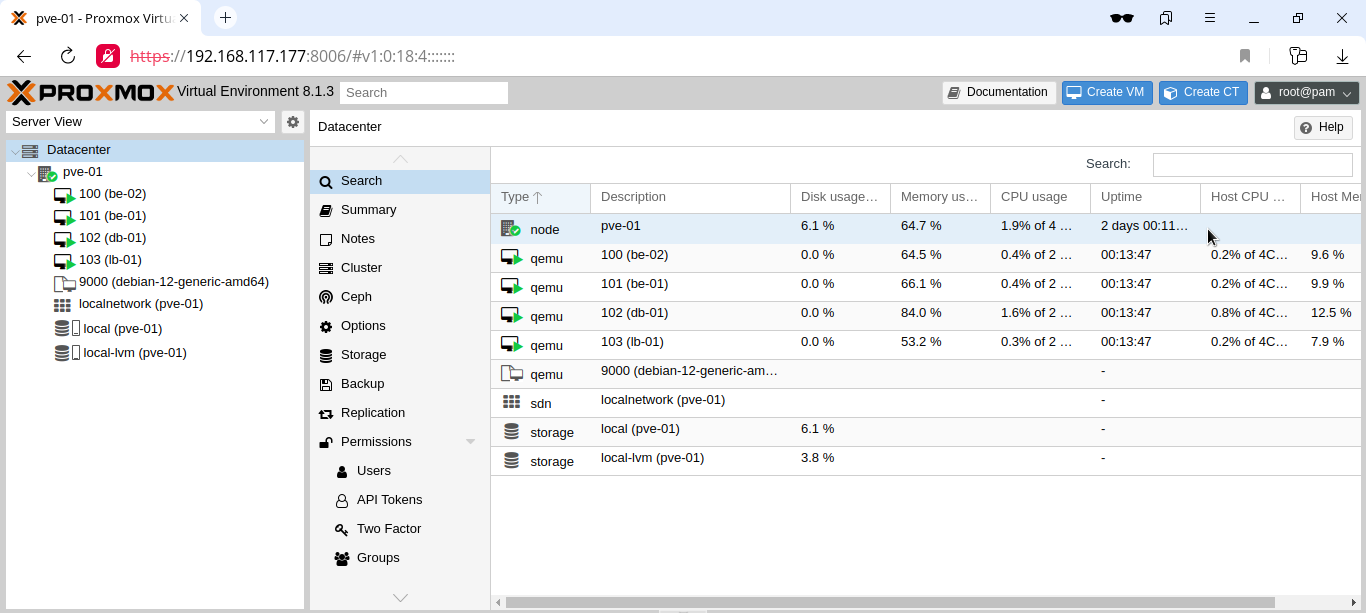 pve-01 - Proxmox Virtu
https://192.168.117.177:8006/#v1:0:18:4:::::::
PROXMOX Virtual Environment 8.1.3 Search Documentation Create VM Create CT root@pam
Server View
Datacenter
pve-01
100 (be-02)
101 (be-01)
102 (db-01)
103 (lb-01)
9000 (debian-12-generic-amd64)
localnetwork (pve-01)
local (pve-01)
local-lvm (pve-01)
Datacenter Help
Search
Summary
Notes
Cluster
Ceph
Options
Storage
Backup
Replication
Permissions
Users
API Tokens
Two Factor
Groups
Search:
Type Description Disk usage... Memory us... CPU usage Uptime Host CPU ... Host Mer
node pve-01 6.1 % 64.7 % 1.9% of 4 ... 2 days 00:11...
qemu 100 (be-02) 0.0 % 64.5 % 0.4% of 2 ... 00:13:47 0.2% of 4C... 9.6 %
qemu 101 (be-01) 0.0 % 66.1 % 0.4% of 2 ... 00:13:47 0.2% of 4C... 9.9 %
qemu 102 (db-01) 0.0 % 84.0 % 1.6% of 2 ... 00:13:47 0.8% of 4C... 12.5 %
qemu 103 (lb-01) 0.0 % 53.2 % 0.3% of 2 ... 00:13:47 0.2% of 4C... 7.9 %
qemu 9000 (debian-12-generic-am... -
sdn localnetwork (pve-01) -
storage local (pve-01) 6.1 % -
storage local-lvm (pve-01) 3.8 % -